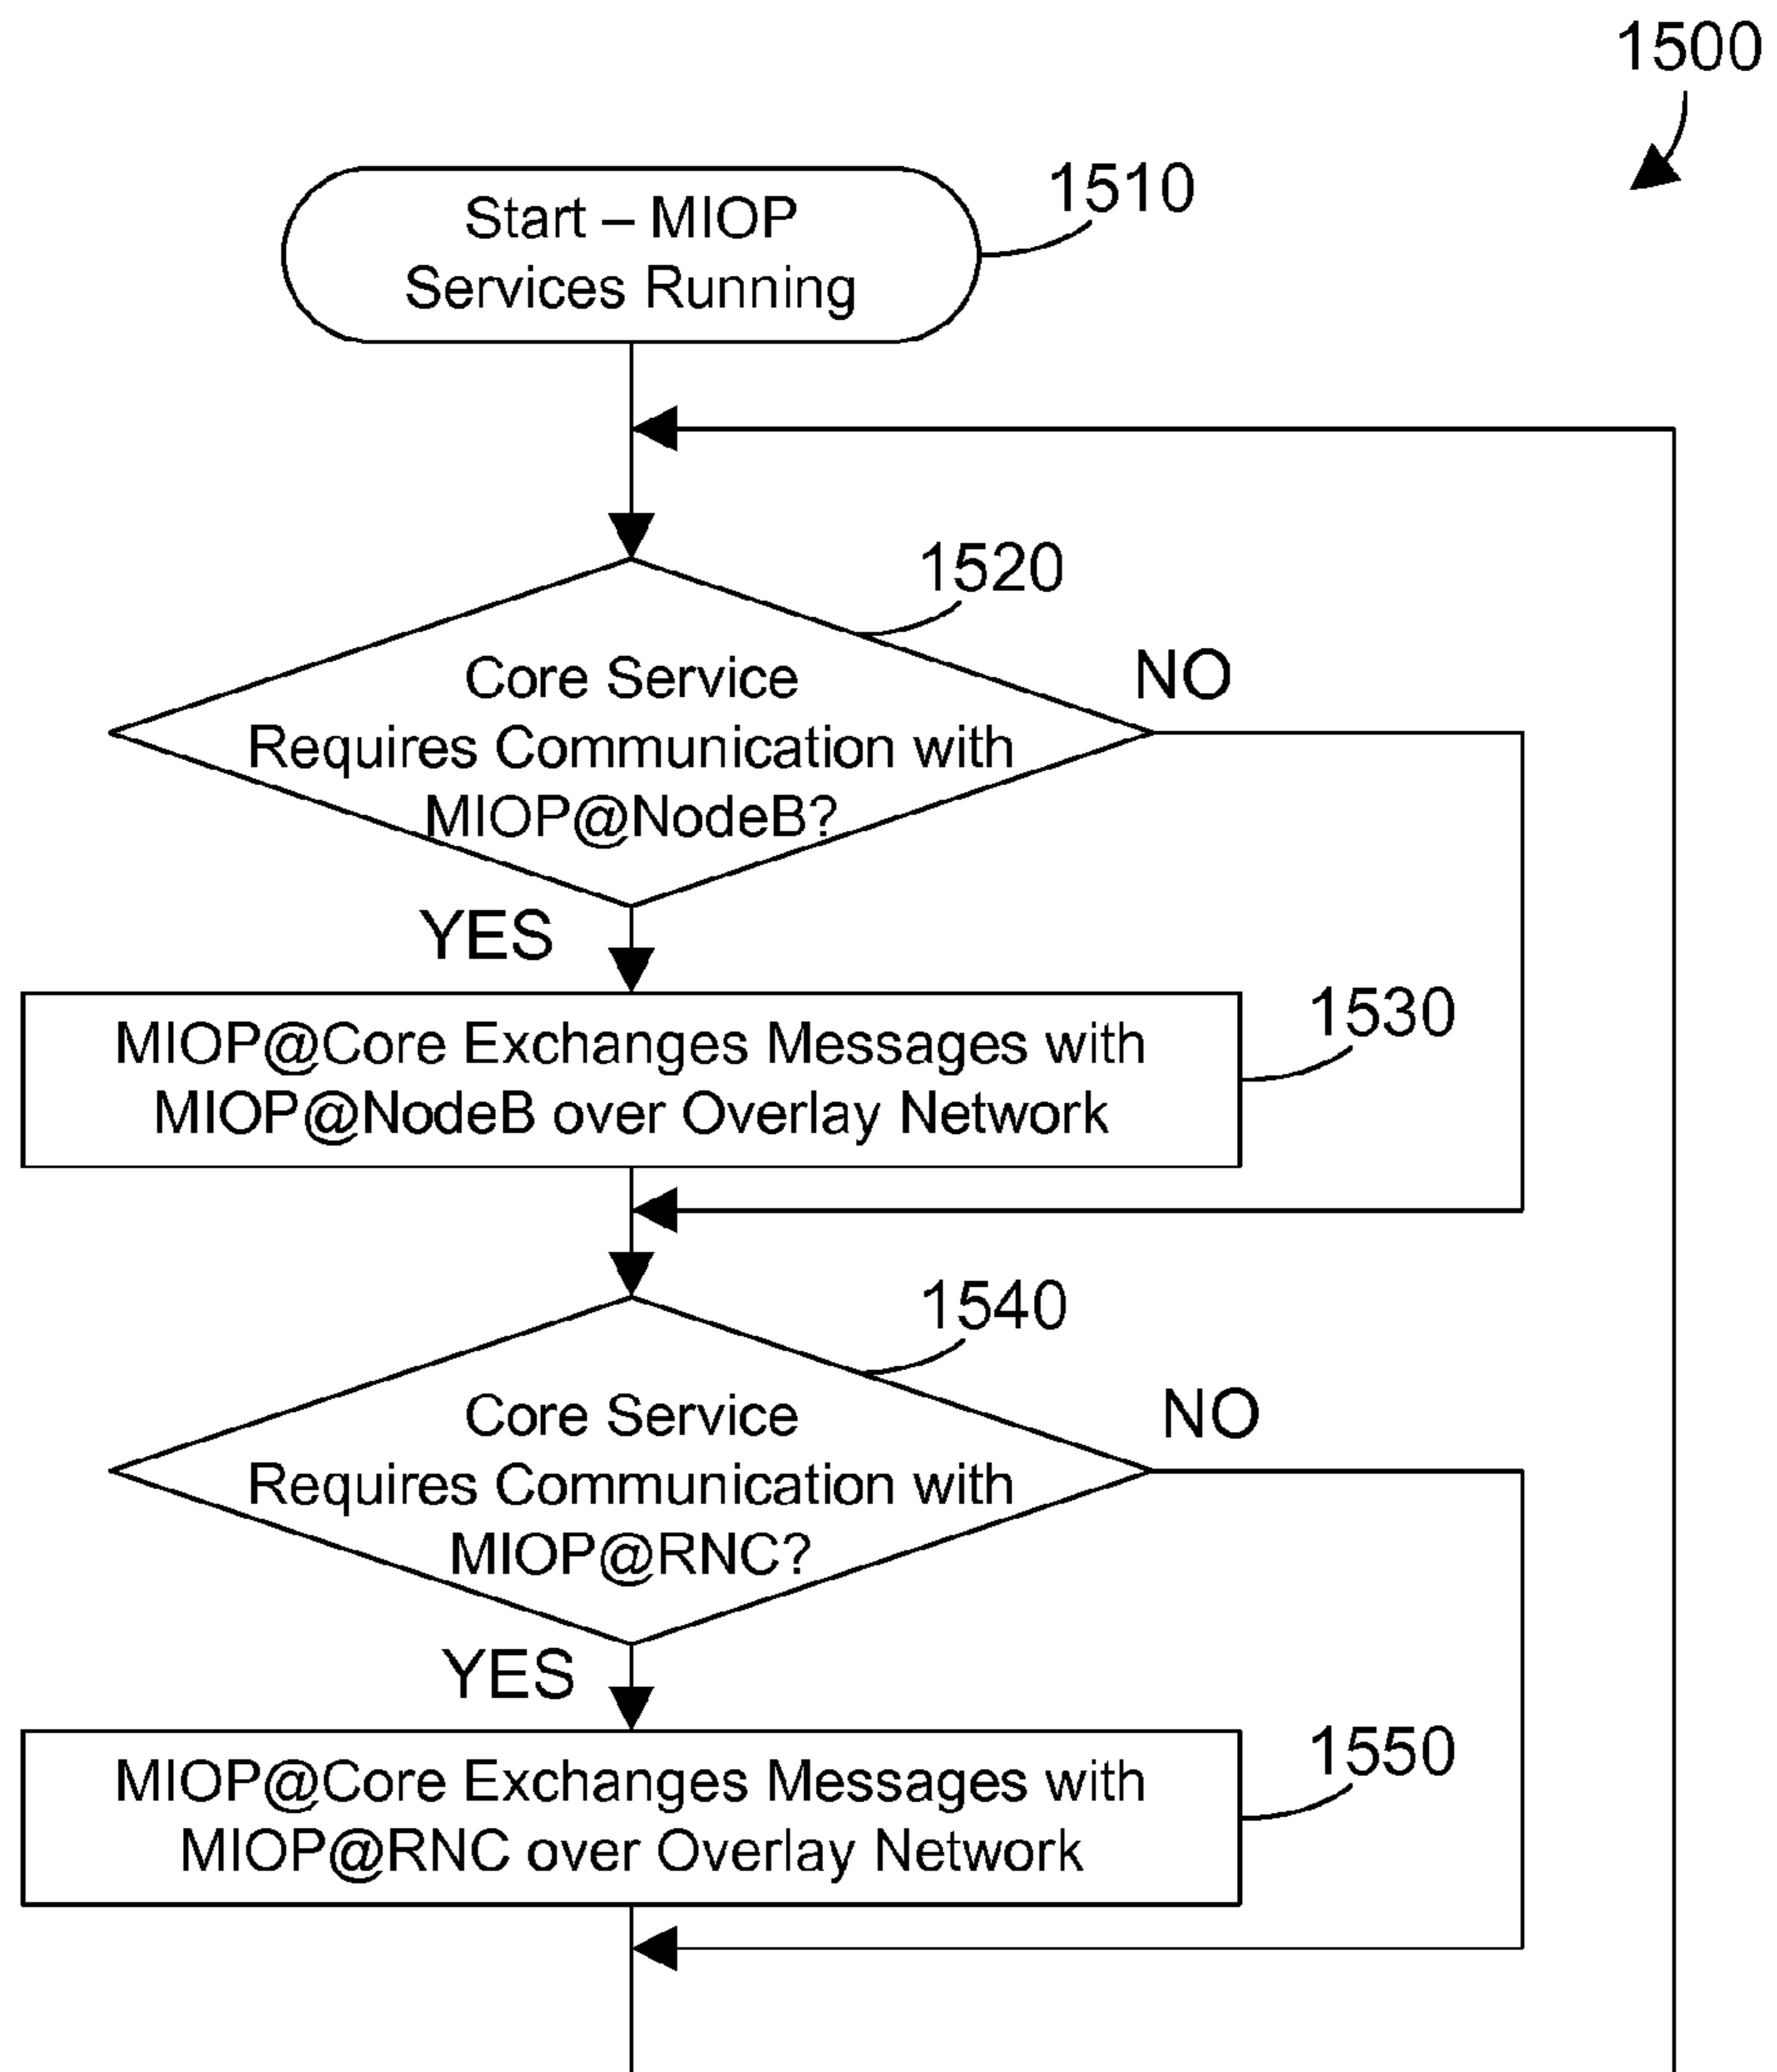 1500
Start – MIOP
Services Running
1510
1520
Core Service
Requires Communication with
MIOP@NodeB?
NO
YES
MIOP@Core Exchanges Messages with
MIOP@NodeB over Overlay Network
1530
1540
Core Service
Requires Communication with
MIOP@RNC?
NO
YES
MIOP@Core Exchanges Messages with
MIOP@RNC over Overlay Network
1550